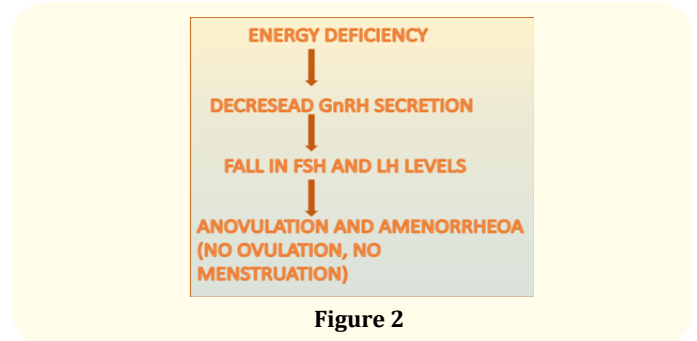 ENERGY DEFICIENCY
DECRESEAD GnRH SECRETION
FALL IN FSH AND LH LEVELS
ANOVULATION AND AMENORRHEOA
(NO OVULATION, NO
MENSTRUATION)
Figure 2